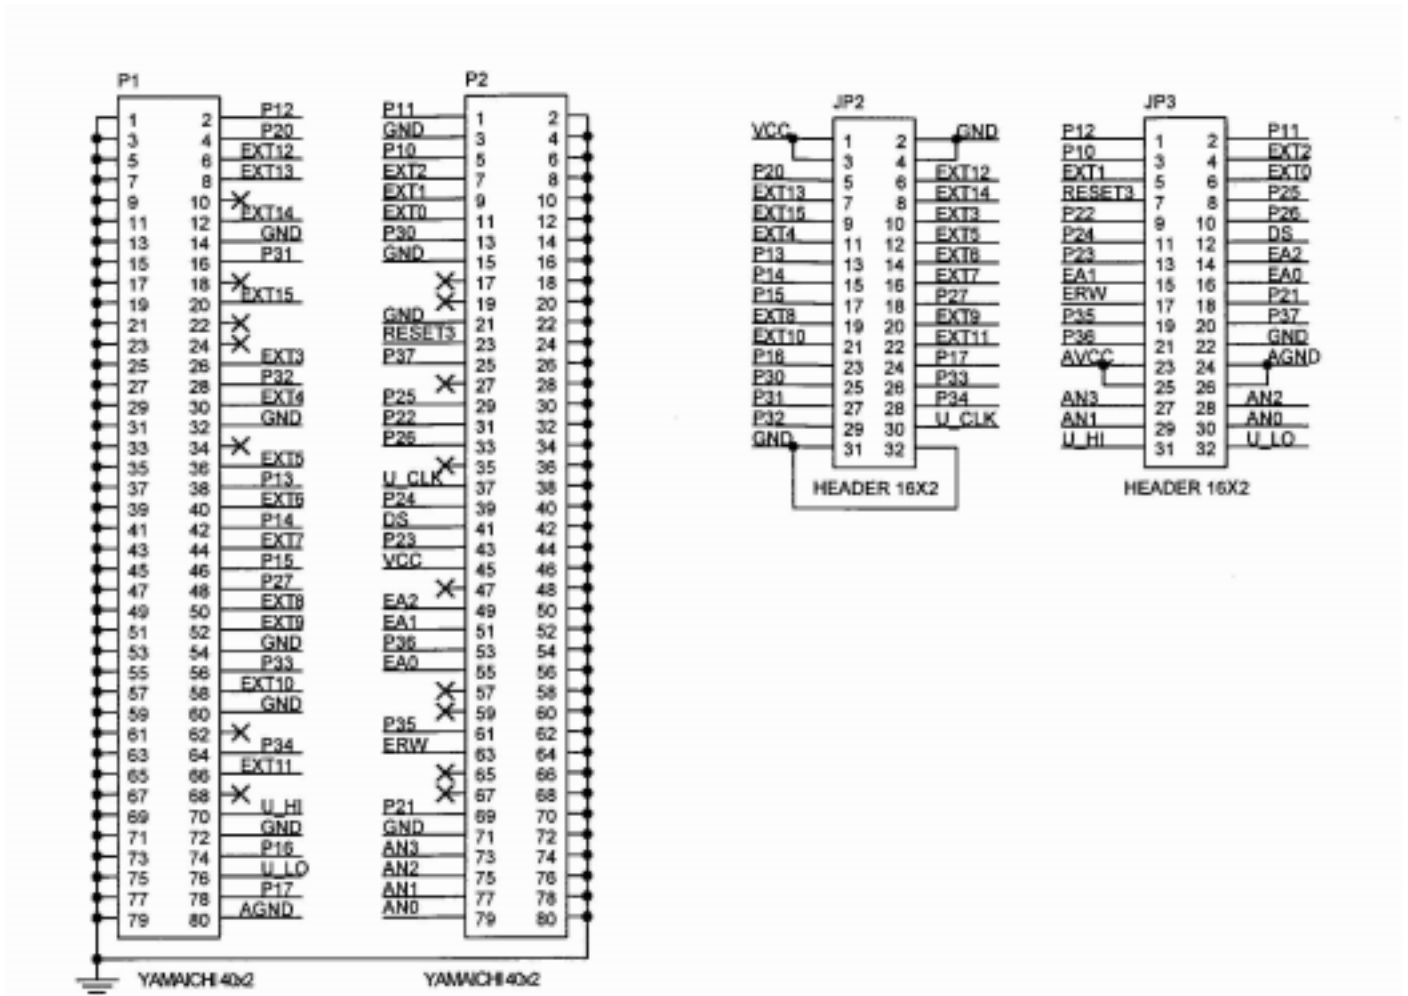 P1
1 2 P12
3 4 P20
5 6 EXT12
7 8 EXT13
9 10
11 12 EXT14
13 14 GND
15 16 P31
17 18
19 20 EXT15
21 22
23 24
25 26 EXT3
27 28 P32
29 30 EXT4
31 32 GND
33 34
35 36 EXT5
37 38 P13
39 40 EXT6
41 42 P14
43 44 EXT7
45 46 P15
47 48 P27
49 50 EXT8
51 52 EXT9
53 54 GND
55 56 P33
57 58 EXT10
59 60 GND
61 62
63 64 P34
65 66 EXT11
67 68
69 70 U_HI
71 72 GND
73 74 P16
75 76 U_LO
77 78 P17
79 80 AGND
YAMAICHI 40x2
P2
P11 1 2
GND 3 4
P10 5 6
EXT2 7 8
EXT1 9 10
EXT0 11 12
P30 13 14
GND 15 16
17 18
19 20
GND 21 22
RESET3 23 24
P37 25 26
27 28
P25 29 30
P22 31 32
P26 33 34
35 36
U_CLK 37 38
P24 39 40
DS 41 42
P23 43 44
VCC 45 46
47 48
EA2 49 50
EA1 51 52
P36 53 54
EA0 55 56
57 58
59 60
P35 61 62
ERW 63 64
65 66
67 68
P21 69 70
GND 71 72
AN3 73 74
AN2 75 76
AN1 77 78
AN0 79 80
YAMAICHI 40x2
JP2
VCC 1 2 GND
3 4
P20 5 6 EXT12
EXT13 7 8 EXT14
EXT15 9 10 EXT3
EXT4 11 12 EXT5
P13 13 14 EXT6
P14 15 16 EXT7
P15 17 18 P27
EXT8 19 20 EXT9
EXT10 21 22 EXT11
P16 23 24 P17
P30 25 26 P33
P31 27 28 P34
P32 29 30 U_CLK
GND 31 32
HEADER 16X2
JP3
P12 1 2 P11
P10 3 4 EXT2
EXT1 5 6 EXT0
RESET3 7 8 P25
P22 9 10 P26
P24 11 12 DS
P23 13 14 EA2
EA1 15 16 EA0
ERW 17 18 P21
P35 19 20 P37
P36 21 22 GND
AVCC 23 24 AGND
25 26
AN3 27 28 AN2
AN1 29 30 AN0
U_HI 31 32 U_LO
HEADER 16X2